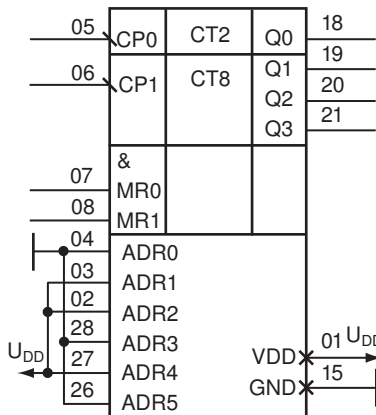 05 CP0 CT2 Q0 18
Q1 19
06 CP1 CT8 Q2 20
Q3 21
&
07 MR0
08 MR1
04 ADR0
03 ADR1
02 ADR2
28 ADR3
UDD 27 ADR4 VDD 01 UDD
26 ADR5 GND 15